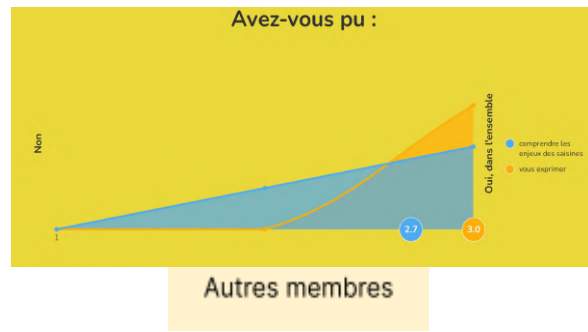 Avez-vous pu :
Non
Oui, dans l'ensemble
comprendre les
enjeux des saisines
vous exprimer
1
2.7
3.0
Autres membres